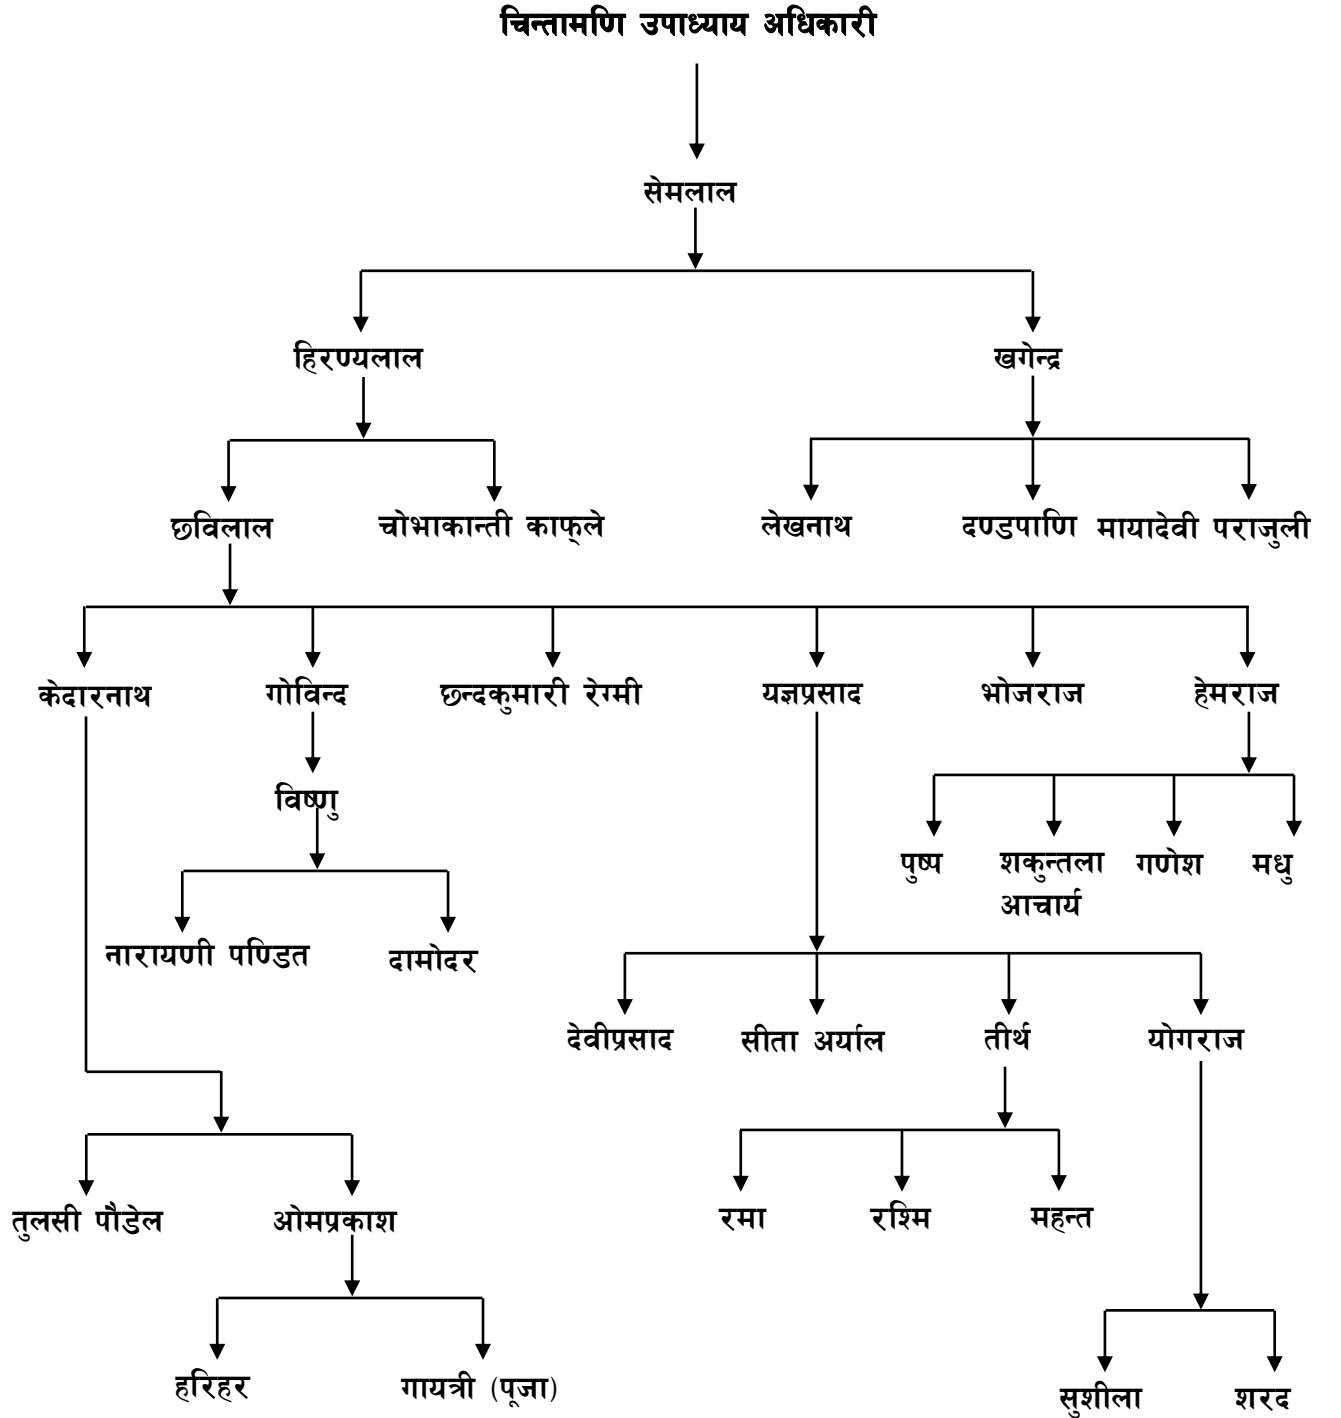 चिन्तामणि उपाध्याय अधिकारी
सेमलाल
हिरण्यलाल
खगेन्द्र
छविलाल
चोभाकान्ती काफ्‌ले
लेखनाथ
दण्डपाणि
मायादेवी पराजुली
केदारनाथ
गोविन्द
छन्दकुमारी रेग्मी
यज्ञप्रसाद
भोजराज
हेमराज
विष्णु
पुष्प
शकुन्तला
आचार्य
गणेश
मधु
नारायणी पण्डित
दामोदर
देवीप्रसाद
सीता अर्याल
तीर्थ
योगराज
तुलसी पौडेल
ओमप्रकाश
रमा
रश्मि
महन्त
हरिहर
गायत्री (पूजा)
सुशीला
शरद